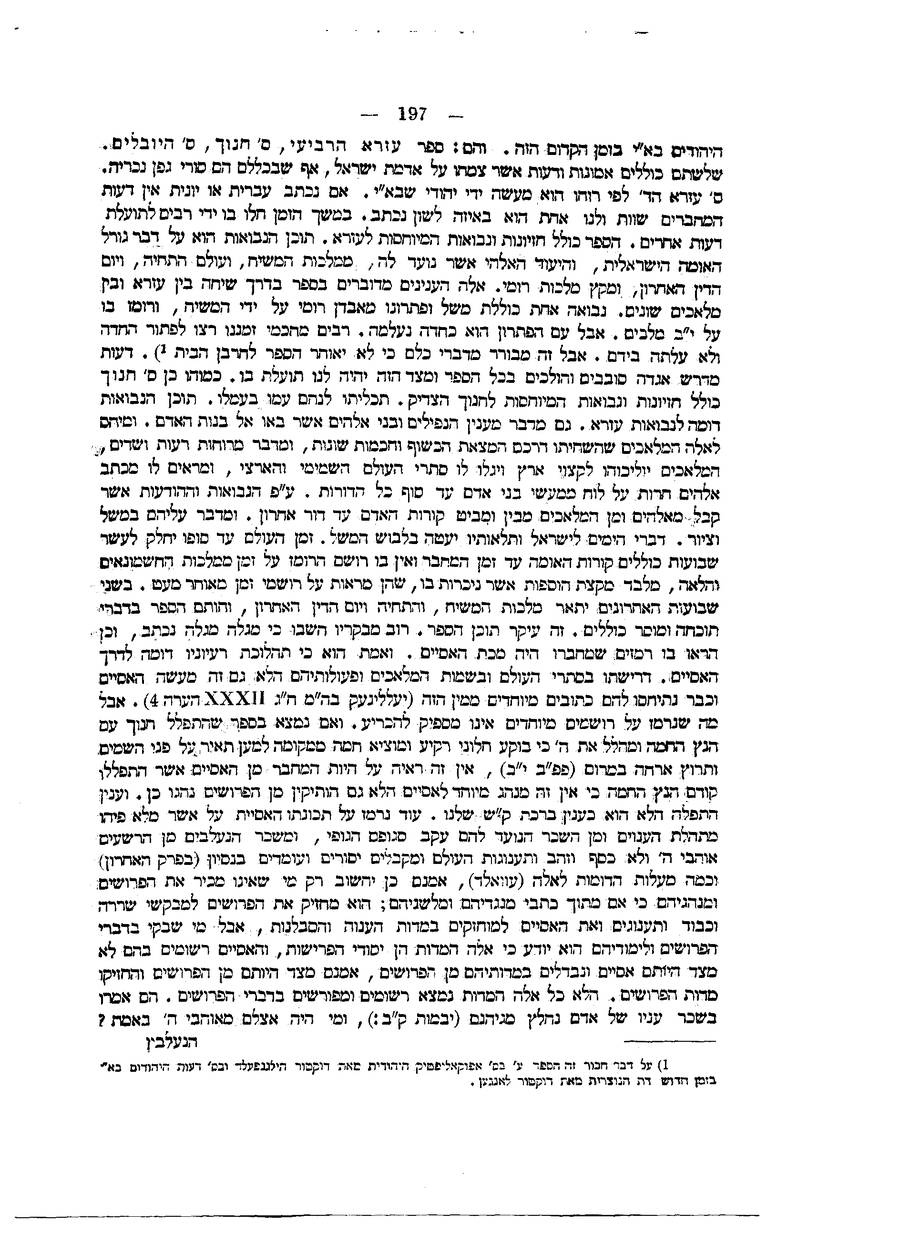 — 197 —
היהודים בא"י בזמן הקדום הזה. והם: ספר עזרא הרביעי, ס' חנוך, ס' היובלים.
שלשתם כוללים אמונות ודעות אשר צמחו על אדמת ישראל, אף שבכללם הם סורי גפן נכריה.
ס' עזרא הד' לפי רוחו הוא מעשה ידי יהודי שבא"י. אם נכתב עברית או יונית אין דעות
המחברים שוות ולנו אחת הוא באיזה לשון נכתב. במשך הזמן חלו בו ידי רבים לתועלת
דעות אחרים. הספר כולל חזיונות ונבואות המיוחסות לעזרא. תוכן הנבואות הוא על דבר גורל
האומה הישראלית, והיעוד האלהי אשר נועד לה, ממלכות המשיח, ועולם התחיה, ויום
הדין האחרון, ומקץ מלכות רומי. אלה הענינים מדוברים בספר בדרך שיחה בין עזרא ובין
מלאכים שונים. נבואה אחת כוללת משל ופתרונו מאבדן רומי על ידי המשיח, ורומז בו
על י"ב מלכים. אבל עם הפתרון הוא כחדה נעלמה. רבים מחכמי זמננו רצו לפתור החדה
ולא עלתה בידם. אבל זה מבורר מדברי כלם כי לא יאוחר הספר לחרבן הבית 1). דעות
מדרש אגדה סובבים והולכים בכל הספר ומצד הזה יהיה לנו תועלת בו. כמוהו כן ס' חנוך
כולל חזיונות ונבואות המיוחסות לחנוך הצדיק. תכליתו לנחם עמו בעמלו. תוכן הנבואות
דומה לנבואות עזרא. גם מדבר מענין הנפילים ובני אלהים אשר באו אל בנות האדם. ומיחס
לאלה המלאכים שהשחיתו דרכם המצאת הכשוף וחכמות שונות, ומדבר מרוחות רעות ושדים,
המלאכים יוליכוהו לקצוי ארץ ויגלו לו סתרי העולם השמימי והארצי, ומראים לו מכתב
אלהים חרות על לוח ממעשי בני אדם עד סוף כל הדורות. ע"פ הנבואות וההודעות אשר
קבל מאלהים ומן המלאכים מבין ומביט קורות האדם עד דור אחרון. ומדבר עליהם במשל
וציור. דברי הימים לישראל ותלאותיו יעטה בלבוש המשל. זמן העולם עד סופו יחלק לעשר
שבועות כוללים קורות האומה עד זמן המחבר ואין בו רושם הרומז על זמן ממלכות החשמונאים
והלאה, מלבד מקצת הוספות אשר ניכרות בו, שהן מראות על רושמי זמן מאוחר מעט. בשני
שבועות האחרונים יתאר מלכות המשיח, והתחיה ויום הדין האחרון, וחותם הספר בדברי
תוכחה ומוסר כוללים. זה עיקר תוכן הספר. רוב מבקריו חשבו כי מגלה מגלה נכתב, וכן
הראו בו רמזים שמחברו היה מכת האסיים. ואמת הוא כי תהלוכת רעיוניו דומה לדרך
האסיים. דרישתו בסתרי העולם ובשמות המלאכים ופעולותיהם הלא גם זה מעשה האסיים
וכבר נתיחסו להם כתובים מיוחדים ממין הזה (יעללינעק בה"מ ח"ג XXXII הערה 4). אבל
מה שנרמז על רושמים מיוחדים אינו מספיק להכריע. ואם נמצא בספר שהתפלל חנוך עם
הנץ החמה ומהלל את ה' כי בוקע חלוני רקיע ומוציא חמה ממקומה למען תאיר על פני השמים
ותרוץ ארחה במרום (פפ"ב י"ב), אין זה ראיה על היות המחבר מן האסיים אשר התפללו
קודם הנץ החמה כי אין זה מנהג מיוחד לאסיים הלא גם הותיקין מן הפרושים נהגו כן. וענין
התפלה הלא הוא כענין ברכת ק"ש שלנו. עוד נרמז על תכונתו האסיית על אשר מלא פיהו
מתהלת הענוים ומן השכר הנועד להם עקב סגופם הגופי, ומשכר הנעלבים מן הרשעים
אוהבי ה' ולא כסף וזהב ותענוגות העולם ומקבלים יסורים ועומדים בנסיון (בפרק האחרון)
וכמה מעלות הדומות לאלה (עוואלד), אמנם כן יחשוב רק מי שאינו מכיר את הפרושים
ומנהגיהם כי אם מתוך כתבי מנגדיהם ומלשניהם; הוא מחזיק את הפרושים למבקשי שררה
וכבוד ותענוגים ואת האסיים למוחזקים במדות הענוה והסבלנות, אבל מי שבקי בדברי
הפרושים ולימודיהם הוא יודע כי אלה המדות הן יסודי הפרישות, והאסיים רשומים בהם לא
מצד היותם אסיים ונבדלים במדותיהם מן הפרושים, אמנם מצד היותם מן הפרושים והחזיקו
מדות הפרושים. הלא כל אלה המדות נמצא רשומים ומפורשים בדברי הפרושים. הם אמרו
בשכר עניו של אדם נחלץ מגיהנם (יבמות ק"ב:), ומי היה אצלם מאוהבי ה' באמת?
הנעלבין
1) על דבר חבור זה הספר ע' בס' אפוקאליפטיק היהודית מאת דוקטור הילגנפעלד ובס' דעות היהודים בא"י
בזמן חדוש דת הנוצרית מאת דוקטור לאנגען.